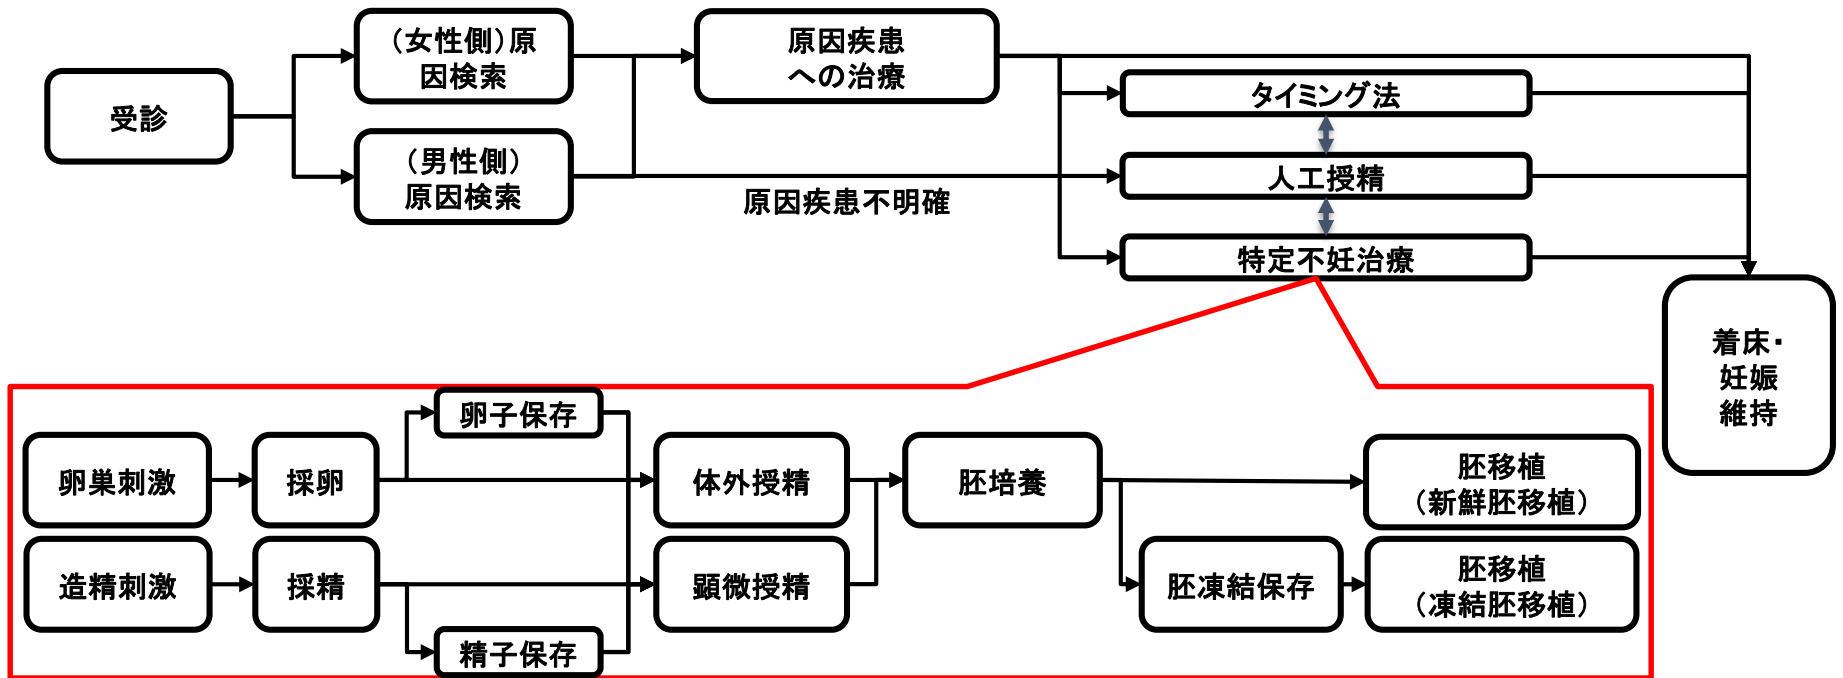 受診
（女性側）原
因検索
（男性側）
原因検索
原因疾患
への治療
原因疾患不明確
タイミング法
人工授精
特定不妊治療
着床・
妊娠
維持
卵巣刺激
採卵
卵子保存
体外授精
胚培養
胚移植
（新鮮胚移植）
造精刺激
採精
精子保存
顕微授精
胚凍結保存
胚移植
（凍結胚移植）